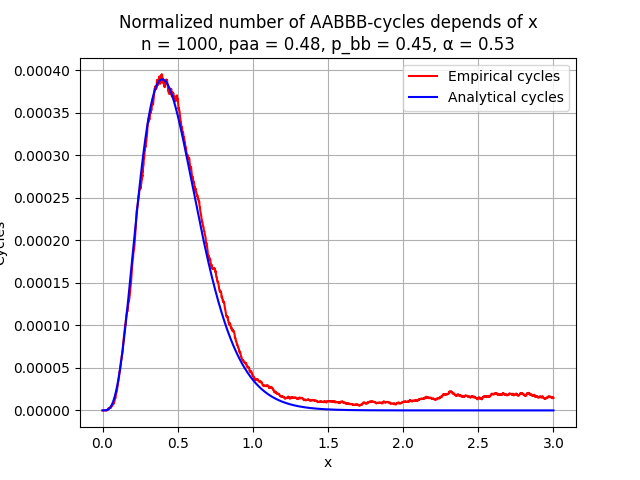 Normalized number of AABBB-cycles depends of x
n = 1000, paa = 0.48, p_bb = 0.45, α = 0.53
Empirical cycles
Analytical cycles
0.00040
0.00035
0.00030
0.00025
0.00020
0.00015
0.00010
0.00005
0.00000
Cycles
0.0 0.5 1.0 1.5 2.0 2.5 3.0
x